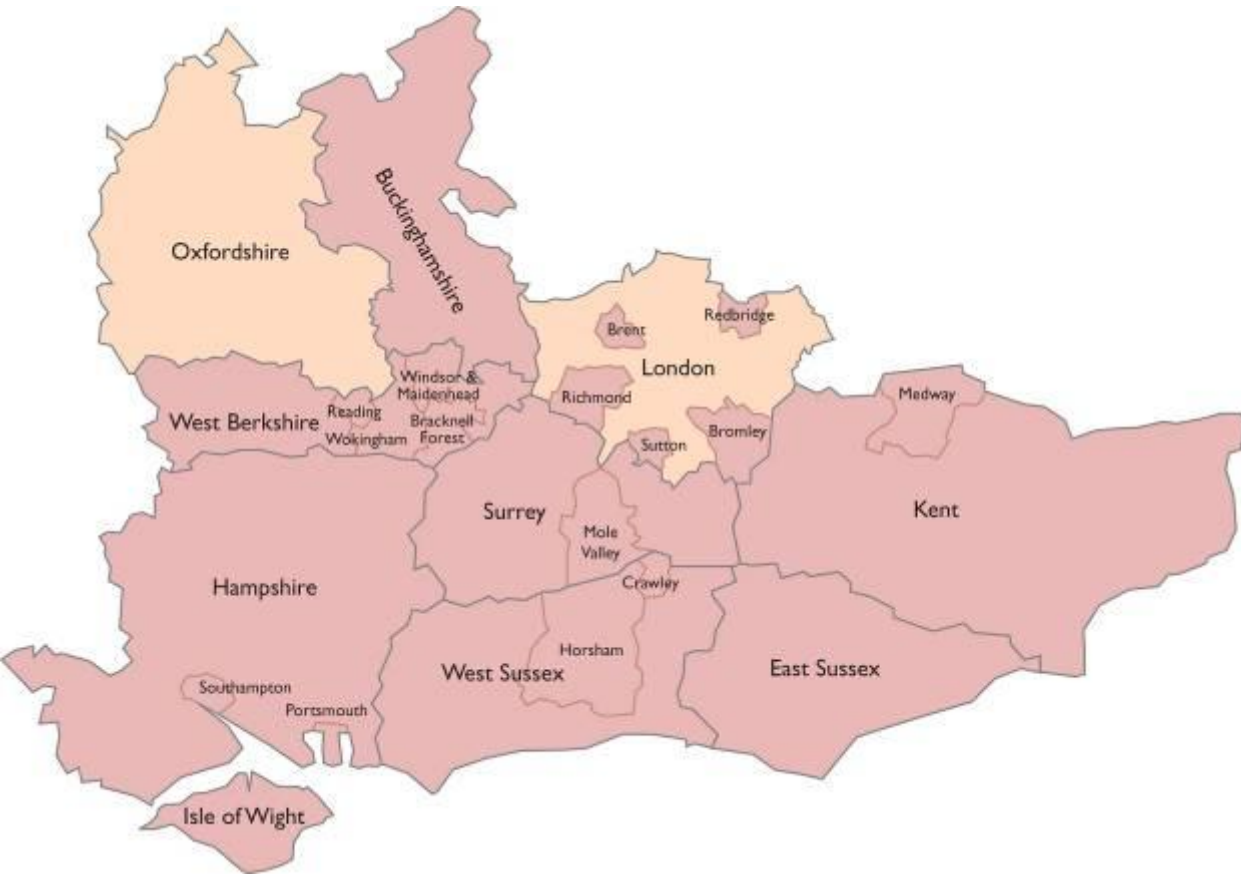 Buckinghamshire
Oxfordshire
Redbridge
Brent
London
Windsor &
Maidenhead
Richmond
Medway
Reading
West Berkshire
Bracknell
Forest
Wokingham
Bromley
Sutton
Surrey
Kent
Mole
Valley
Hampshire
Crawley
Horsham
West Sussex
East Sussex
Southampton
Portsmouth
Isle of Wight